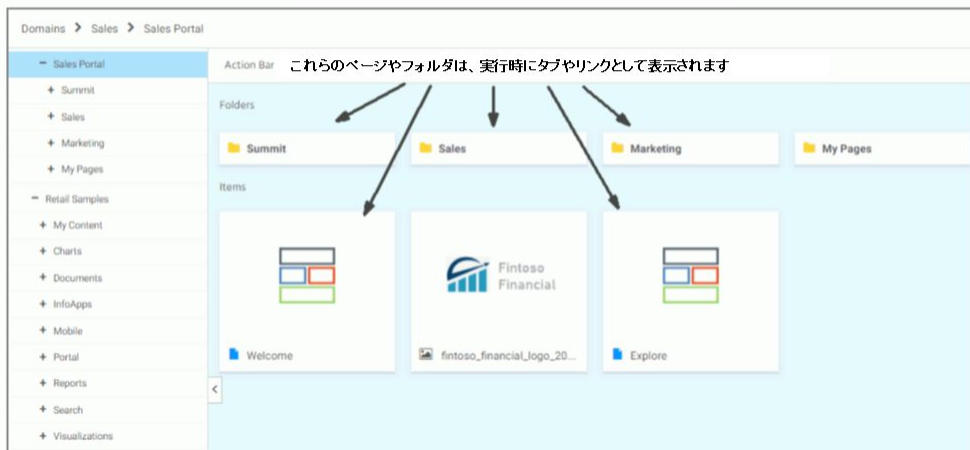 Domains > Sales > Sales Portal
Sales Portal
Summit
Sales
Marketing
My Pages
Retail Samples
My Content
Charts
Documents
InfoApps
Mobile
Portal
Reports
Search
Visualizations
Action Bar これらのページやフォルダは、実行時にタブやリンクとして表示されます
Folders
Summit
Sales
Marketing
My Pages
Items
Fintoso
Financial
Welcome
fintoso_financial_logo_20...
Explore